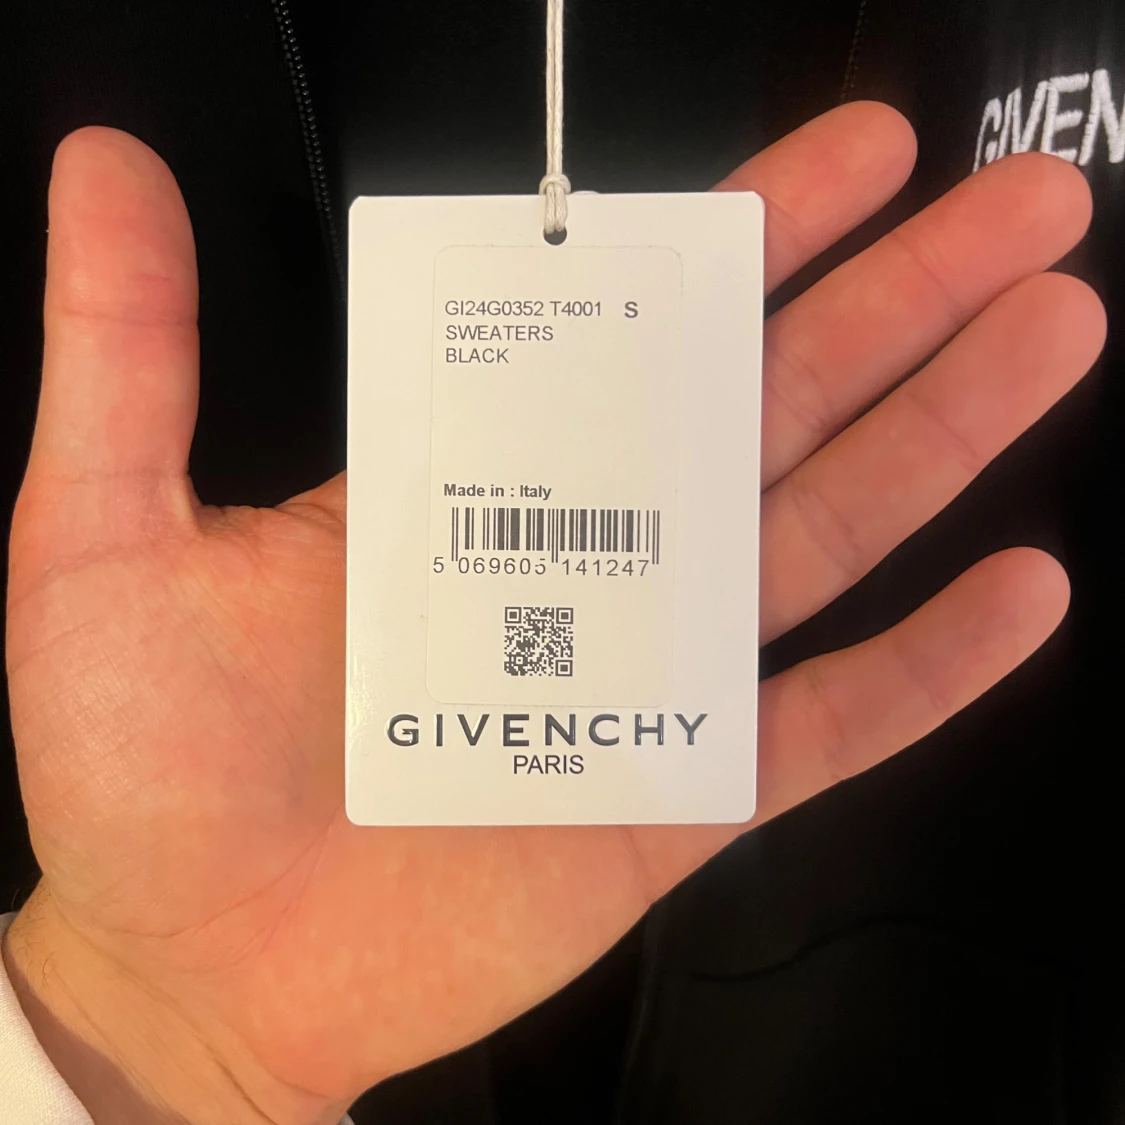 GIVEN
GI24G0352 T4001 S
SWEATERS
BLACK
Made in : Italy
5 069605 141247
GIVENCHY
PARIS